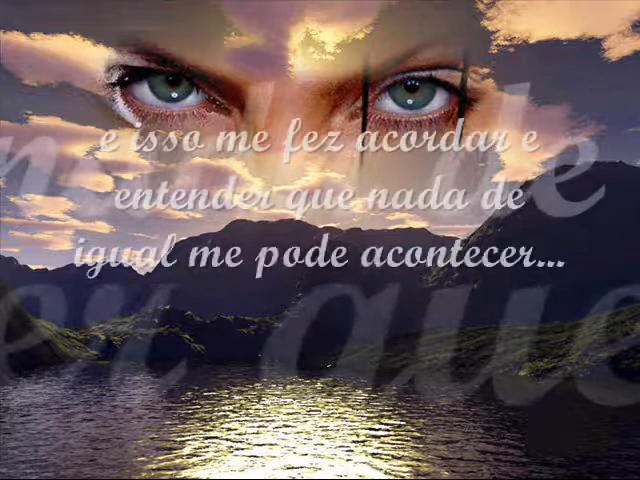 e isso me fez acordar e
entender que nada de
igual me pode acontecer...